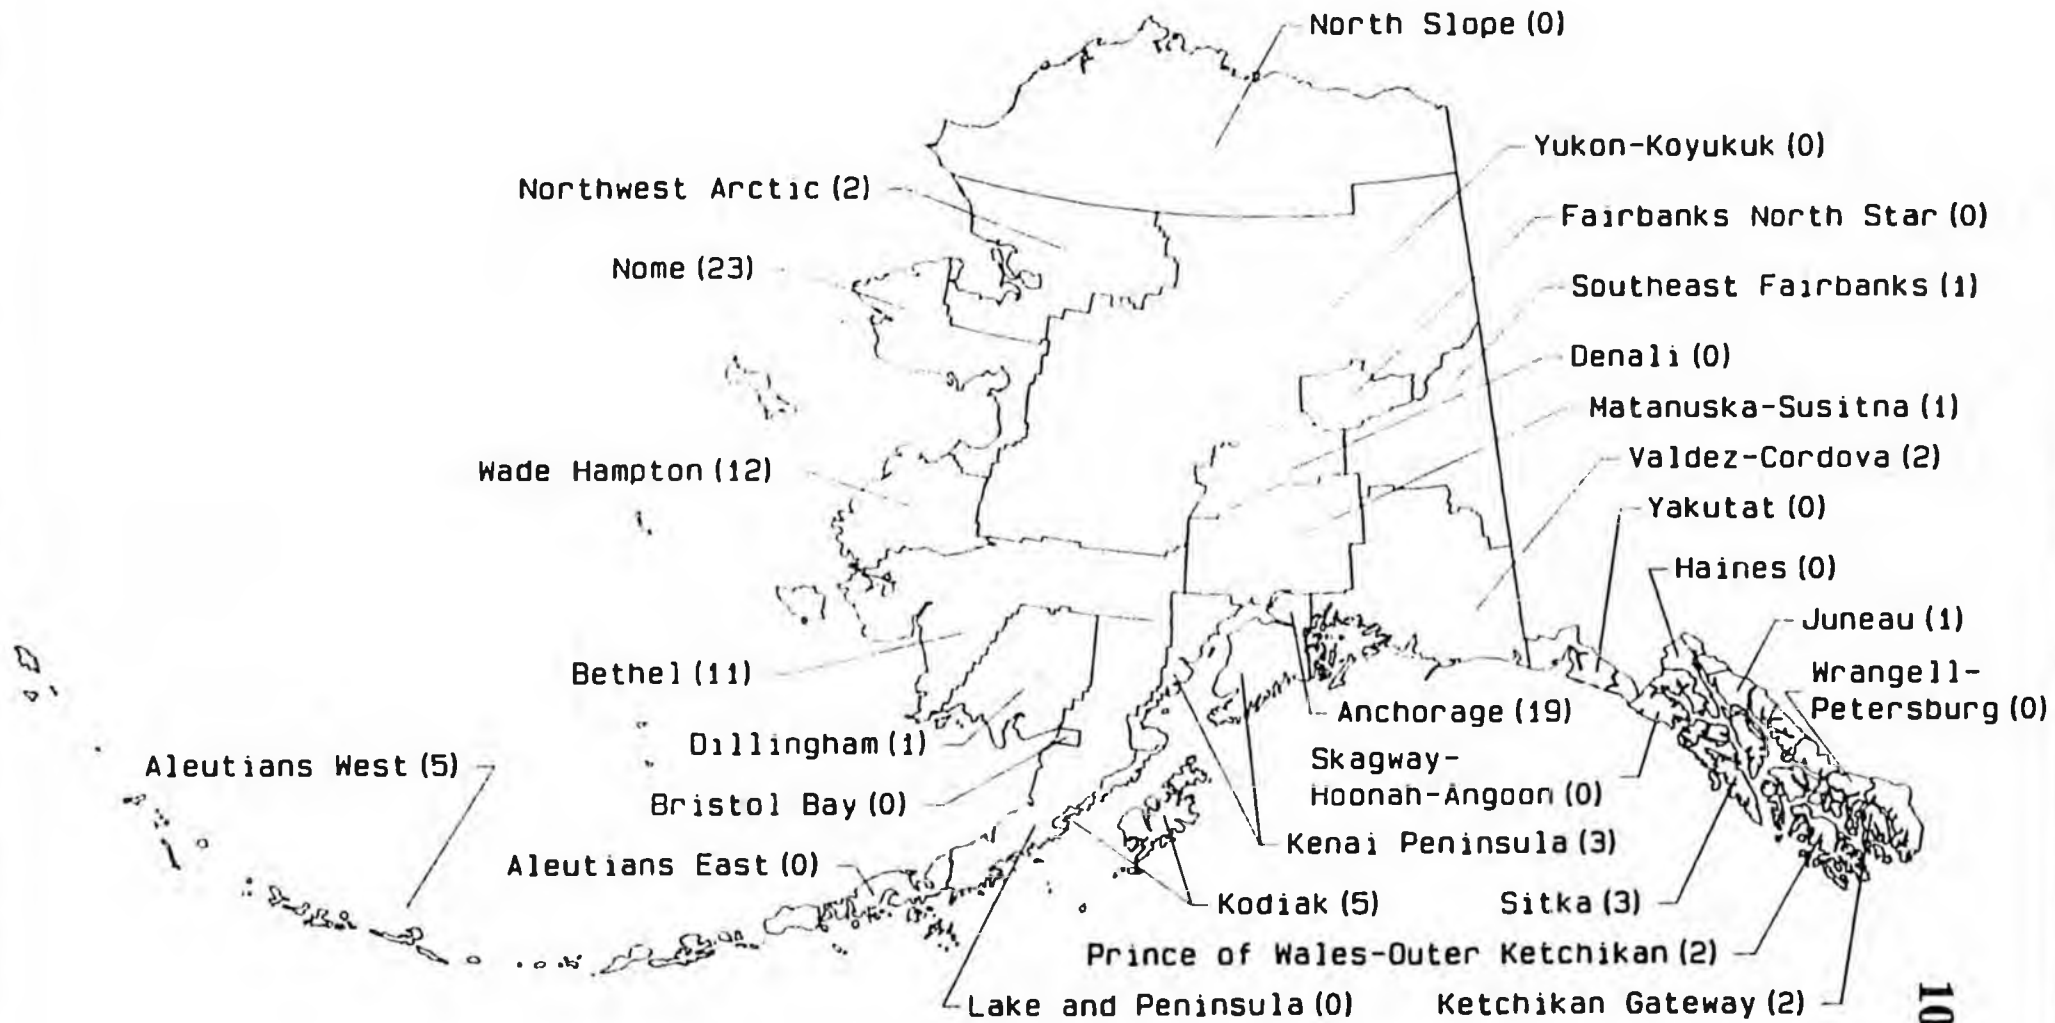 North Slope (0)
Yukon-Koyukuk (0)
Northwest Arctic (2)
Fairbanks North Star (0)
Nome (23)
Southeast Fairbanks (1)
Denali (0)
Matanuska-Susitna (1)
Wade Hampton (12)
Valdez-Cordova (2)
Yakutat (0)
Haines (0)
Juneau (1)
Bethel (11)
Wrangell-
Petersburg (0)
Anchorage (19)
Dillingham (1)
Aleutians West (5)
Skagway-
Hoonah-Angoon (0)
Bristol Bay (0)
Kenai Peninsula (3)
Aleutians East (0)
Kodiak (5)
Sitka (3)
Prince of Wales-Outer Ketchikan (2)
Lake and Peninsula (0)
Ketchikan Gateway (2)
10